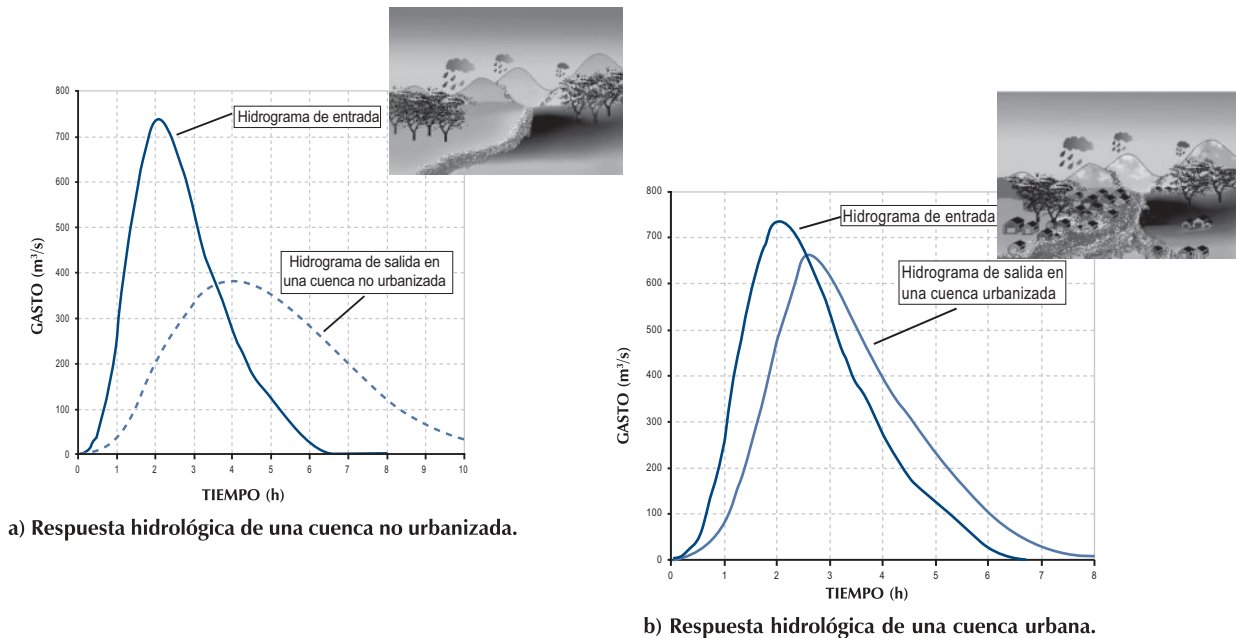 800
700
600
500
400
300
200
100
0
GASTO (m³/s)
Hidrograma de entrada
Hidrograma de salida en
una cuenca no urbanizada
0 1 2 3 4 5 6 7 8 9 10
TIEMPO (h)
a) Respuesta hidrológica de una cuenca no urbanizada.
800
700
600
500
400
300
200
100
0
GASTO (m³/s)
Hidrograma de entrada
Hidrograma de salida en
una cuenca urbanizada
0 1 2 3 4 5 6 7 8
TIEMPO (h)
b) Respuesta hidrológica de una cuenca urbana.